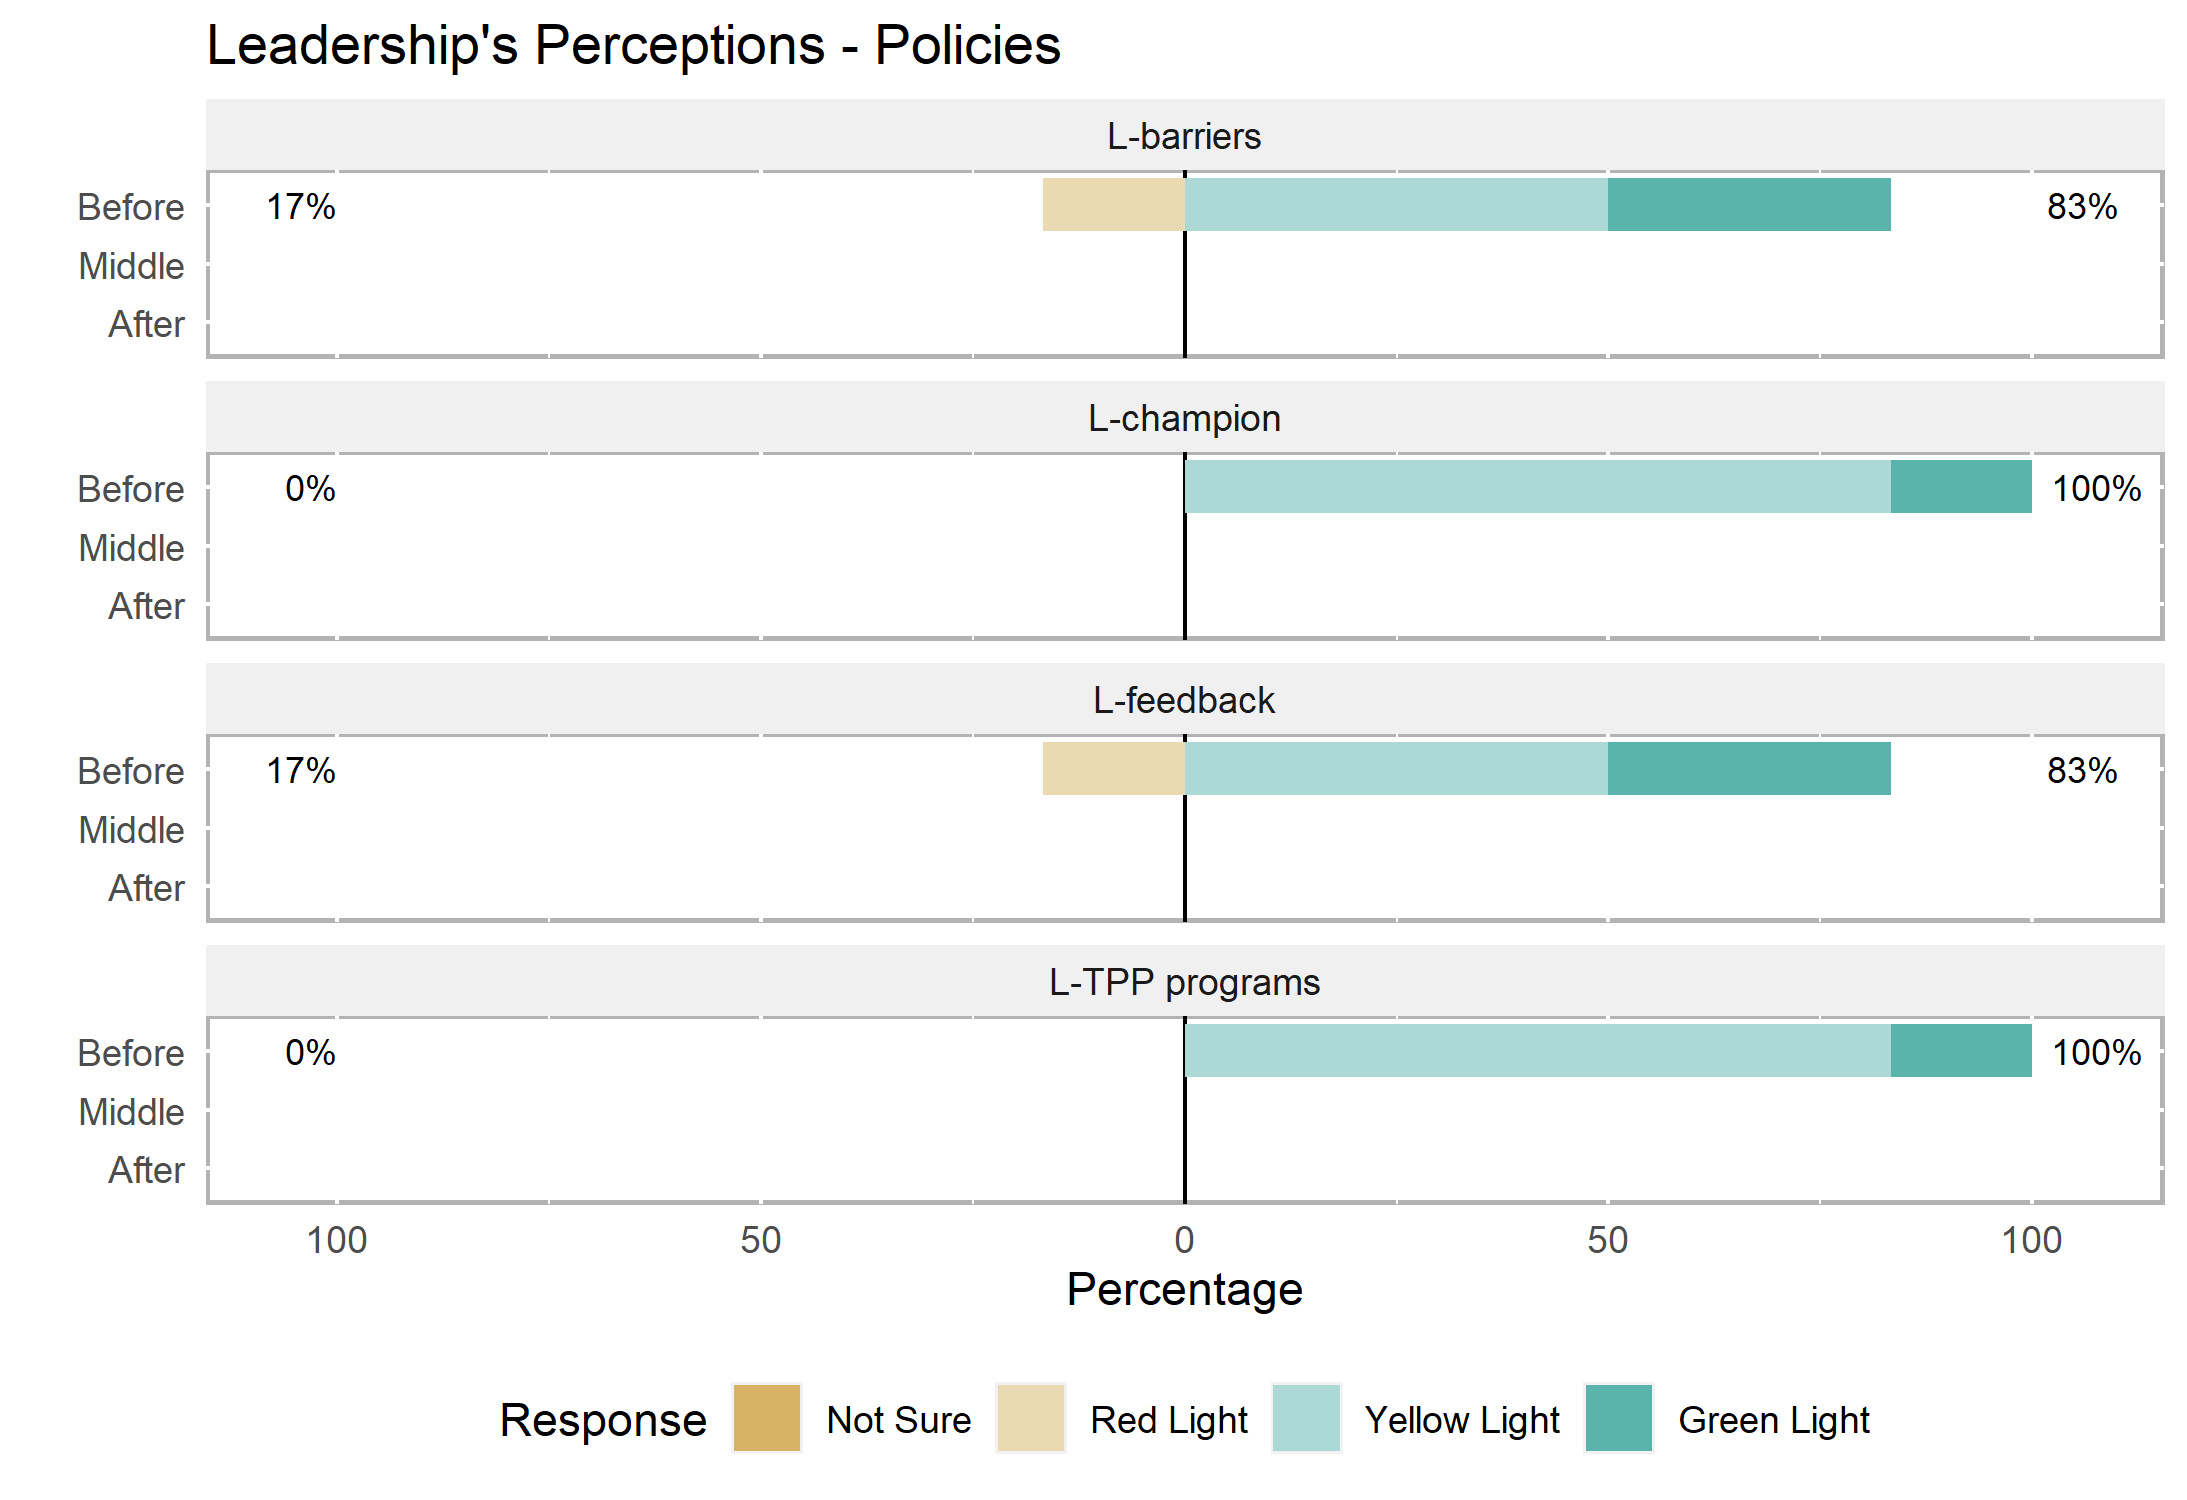 Leadership's Perceptions - Policies
L-barriers
Before 17% 83%
Middle
After
L-champion
Before 0% 100%
Middle
After
L-feedback
Before 17% 83%
Middle
After
L-TPP programs
Before 0% 100%
Middle
After
100 50 0 50 100
Percentage
Response Not Sure Red Light Yellow Light Green Light